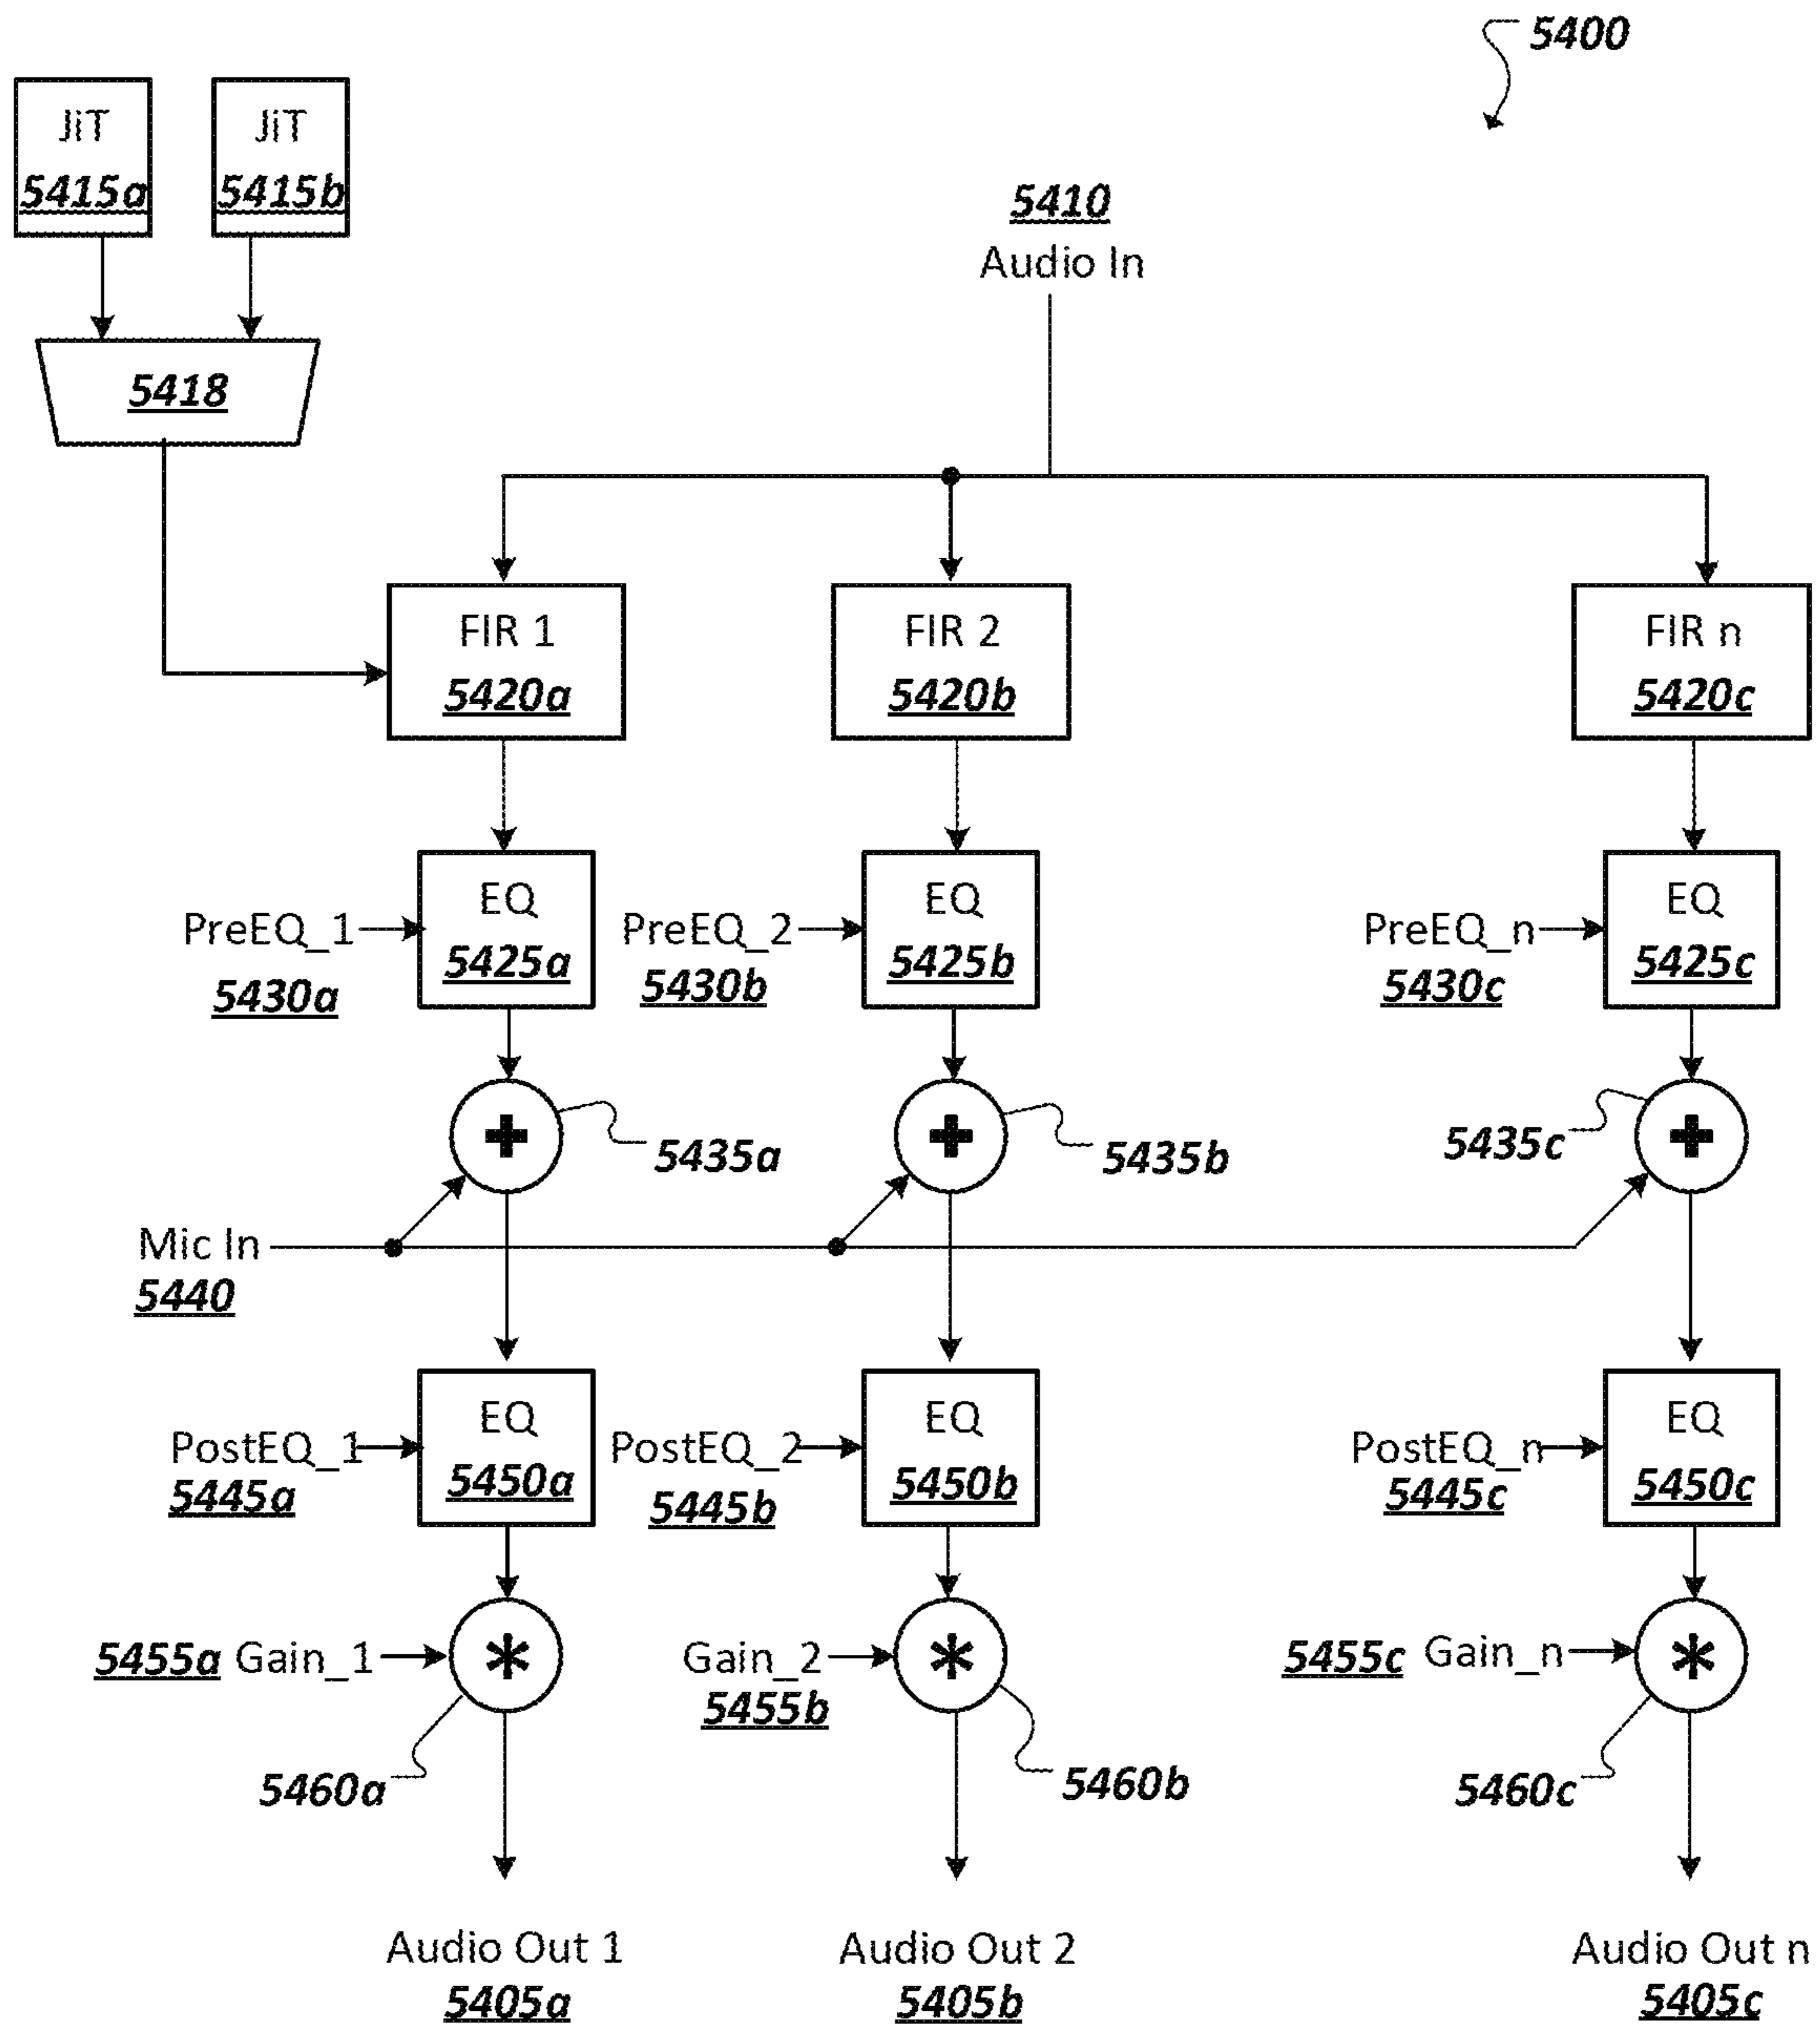 5400
JiT
5415a
JiT
5415b
5410
Audio In
5418
FIR 1
5420a
FIR 2
5420b
FIR n
5420c
EQ
5425a
PreEQ_1
5430a
EQ
5425b
PreEQ_2
5430b
EQ
5425c
PreEQ_n
5430c
+
5435a
+
5435b
5435c
+
Mic In
5440
EQ
5450a
PostEQ_1
5445a
EQ
5450b
PostEQ_2
5445b
EQ
5450c
PostEQ_n
5445c
5455a Gain_1
*
Gain_2
5455b
*
5455c Gain_n
*
5460a
5460b
5460c
Audio Out 1
5405a
Audio Out 2
5405b
Audio Out n
5405c